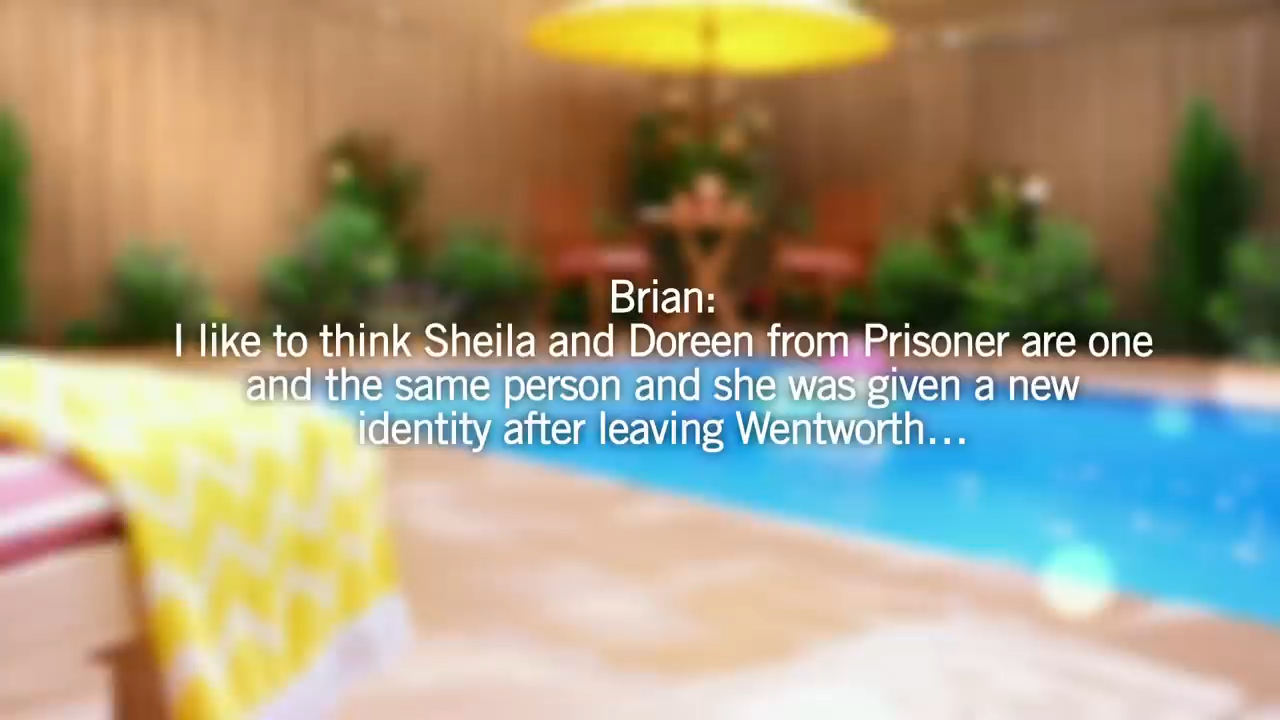 Brian:
I like to think Sheila and Doreen from Prisoner are one
and the same person and she was given a new
identity after leaving Wentworth...